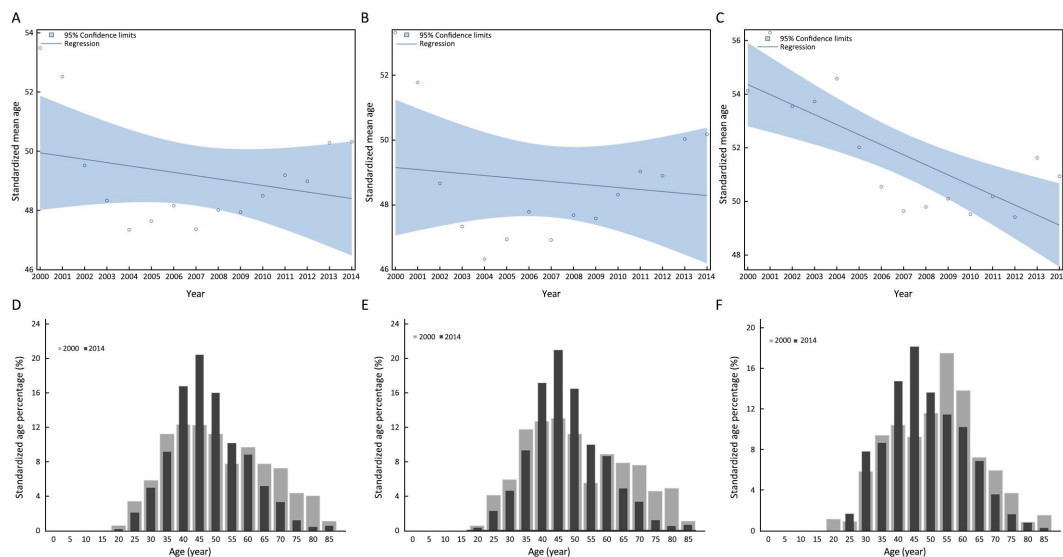 A
95% Confidence limits
Regression
Standardized mean age
54
52
50
48
46
2000 2001 2002 2003 2004 2005 2006 2007 2008 2009 2010 2011 2012 2013 2014
Year
B
95% Confidence limits
Regression
Standardized mean age
52
50
48
46
2000 2001 2002 2003 2004 2005 2006 2007 2008 2009 2010 2011 2012 2013 2014
Year
C
95% Confidence limits
Regression
Standardized mean age
56
54
52
50
48
2000 2001 2002 2003 2004 2005 2006 2007 2008 2009 2010 2011 2012 2013 201
Year
D
2000 2014
Standardized age percentage (%)
24
20
16
12
8
4
0
0 5 10 15 20 25 30 35 40 45 50 55 60 65 70 75 80 85
Age (year)
E
2000 2014
Standardized age percentage (%)
24
20
16
12
8
4
0
0 5 10 15 20 25 30 35 40 45 50 55 60 65 70 75 80 85
Age (year)
F
2000 2014
Standardized age percentage (%)
20
16
12
8
4
0
0 5 10 15 20 25 30 35 40 45 50 55 60 65 70 75 80 85
Age (year)